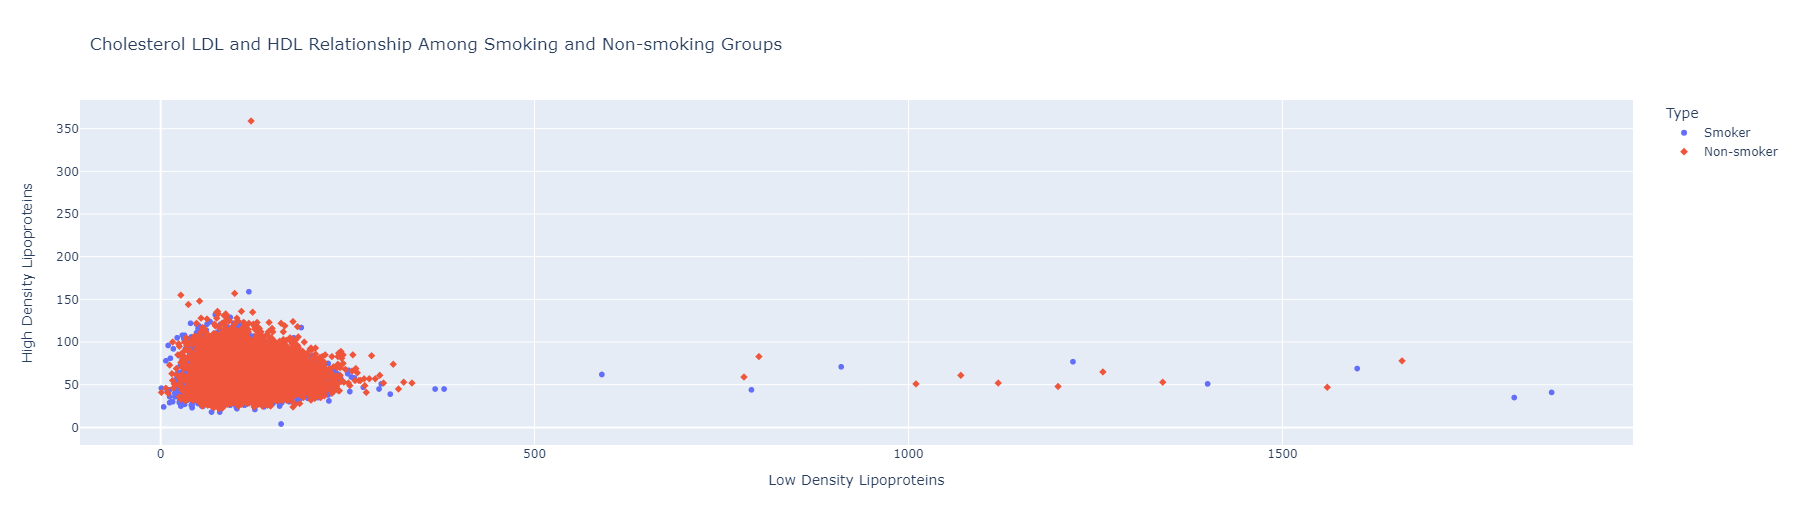 Cholesterol LDL and HDL Relationship Among Smoking and Non-smoking Groups
Type
Smoker
Non-smoker
High Density Lipoproteins
350
300
250
200
150
100
50
0
0 500 1000 1500
Low Density Lipoproteins